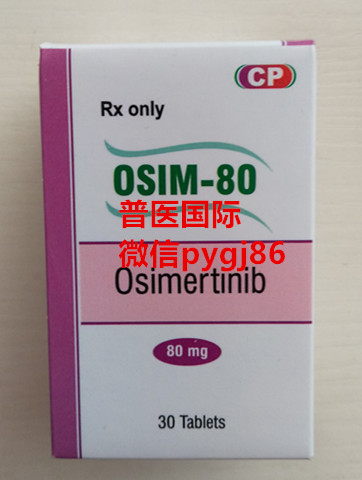 CP
Rx only
OSIM-80
普医国际
微信pygj86
Osimertinib
80 mg
30 Tablets